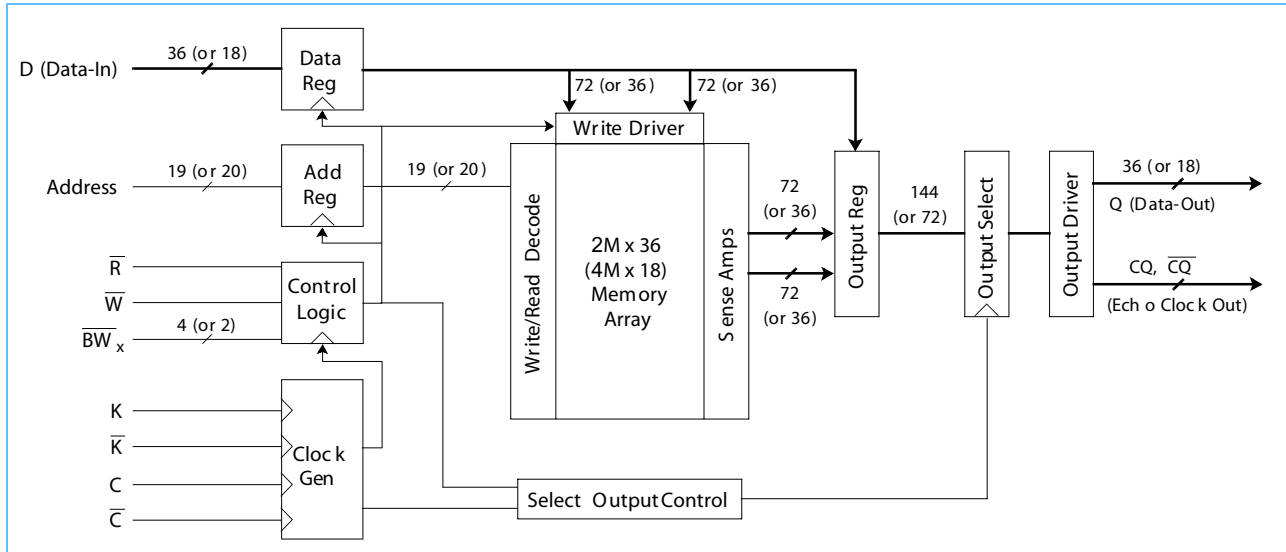 D (Data-In)
36 (or 18)
Data
Reg
72 (or 36)
72 (or 36)
Write Driver
Address
19 (or 20)
Add
Reg
19 (or 20)
Write/Read Decode
2M x 36
(4M x 18)
Memory
Array
Sense Amps
72
(or 36)
72
(or 36)
Output Reg
144
(or 72)
Output Select
Output Driver
36 (or 18)
Q (Data-Out)
CQ, C̅Q̅
(Echo Clock Out)
R̅
W̅
B̅W̅x
4 (or 2)
Control
Logic
K
K̅
C
C̅
Clock
Gen
Select Output Control